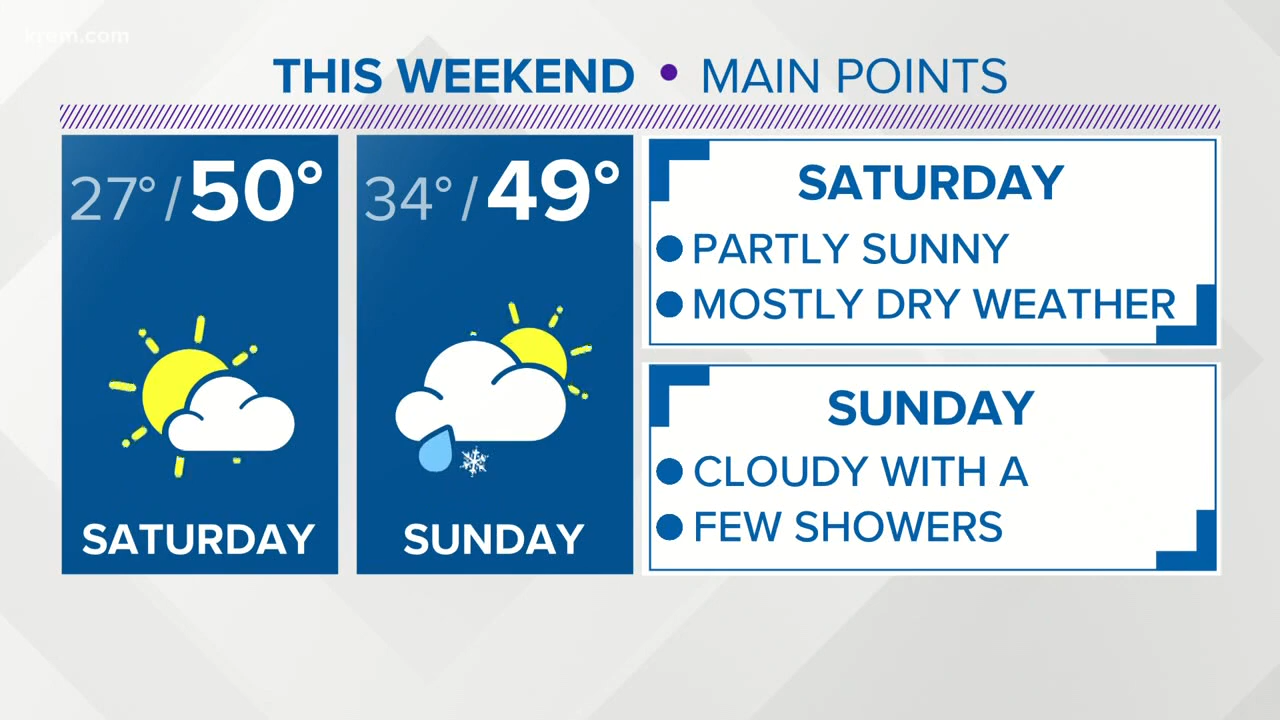 krem.com
THIS WEEKEND • MAIN POINTS
27°/50°
SATURDAY
34°/49°
SUNDAY
SATURDAY
● PARTLY SUNNY
● MOSTLY DRY WEATHER
SUNDAY
● CLOUDY WITH A
● FEW SHOWERS